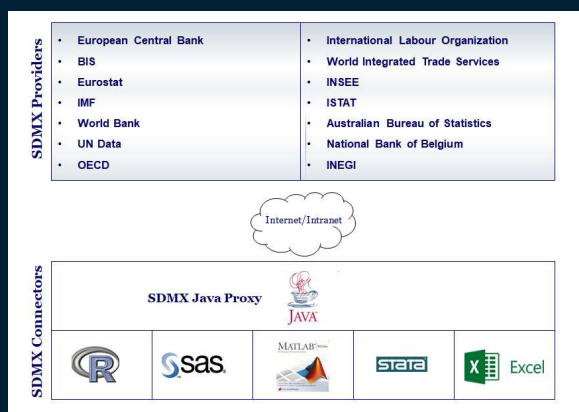 SDMX Providers
• European Central Bank
• BIS
• Eurostat
• IMF
• World Bank
• UN Data
• OECD
• International Labour Organization
• World Integrated Trade Services
• INSEE
• ISTAT
• Australian Bureau of Statistics
• National Bank of Belgium
• INEGI
Internet/Intranet
SDMX Connectors
SDMX Java Proxy
JAVA
R
sas
MATLAB
STATA
X Excel